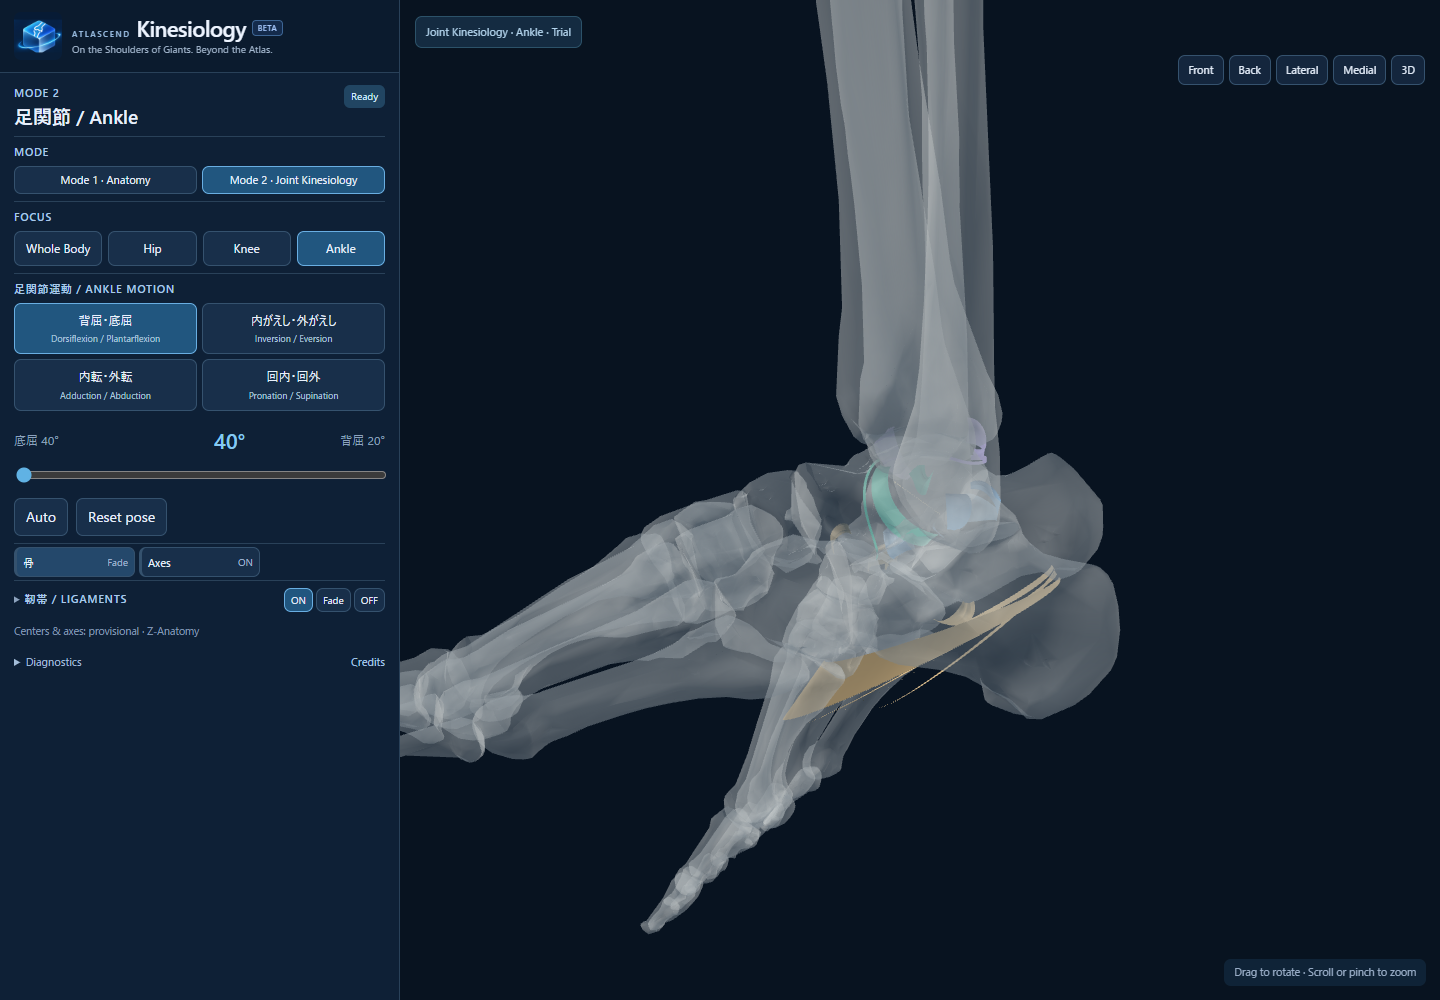 ATLASCEND Kinesiology BETA
On the Shoulders of Giants. Beyond the Atlas.
MODE 2
足関節 / Ankle
Ready
MODE
Mode 1 · Anatomy
Mode 2 · Joint Kinesiology
FOCUS
Whole Body
Hip
Knee
Ankle
足関節運動 / ANKLE MOTION
背屈・底屈
Dorsiflexion / Plantarflexion
内がえし・外がえし
Inversion / Eversion
内転・外転
Adduction / Abduction
回内・回外
Pronation / Supination
底屈 40°
40°
背屈 20°
Auto
Reset pose
骨
Fade
Axes
ON
靭帯 / LIGAMENTS
ON
Fade
OFF
Centers & axes: provisional · Z-Anatomy
Diagnostics
Credits
Joint Kinesiology · Ankle · Trial
Front
Back
Lateral
Medial
3D
Drag to rotate · Scroll or pinch to zoom